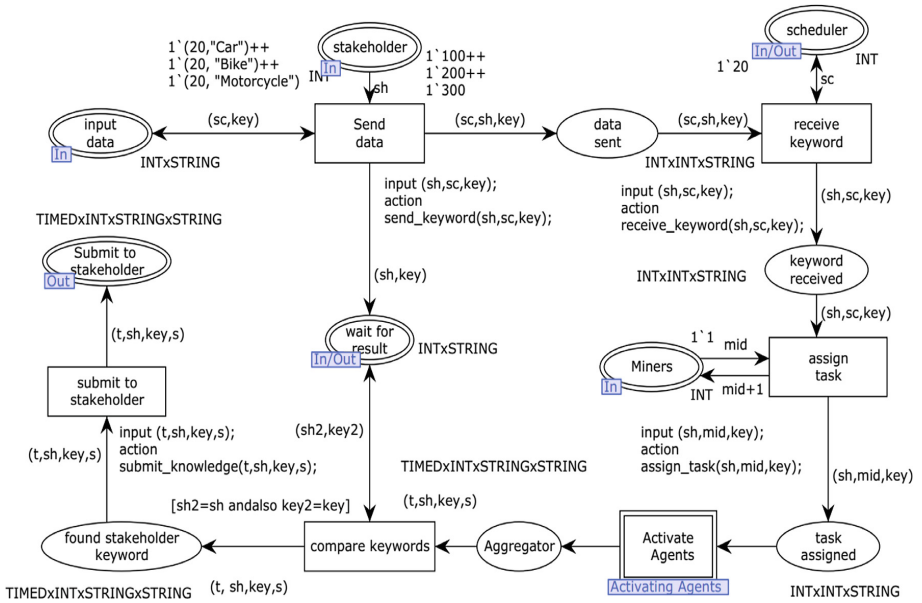 1`(20,"Car")++
1`(20, "Bike")++
1`(20, "Motorcycle")
stakeholder
In
INT
sh
1`100++
1`200++
1`300
scheduler
In/Out
INT
1`20
sc
input
data
In
INTxSTRING
(sc,key)
Send
data
(sc,sh,key)
data
sent
(sc,sh,key)
INTxINTxSTRING
receive
keyword
input (sh,sc,key);
action
send_keyword(sh,sc,key);
input (sh,sc,key);
action
receive_keyword(sh,sc,key);
(sh,sc,key)
TIMEDxINTxSTRINGxSTRING
Submit to
stakeholder
Out
(sh,key)
INTxINTxSTRING
keyword
received
(sh,sc,key)
(t,sh,key,s)
wait for
result
In/Out
INTxSTRING
Miners
In
1`1
mid
INT
mid+1
assign
task
submit to
stakeholder
(t,sh,key,s)
input (t,sh,key,s);
action
submit_knowledge(t,sh,key,s);
(sh2,key2)
input (sh,mid,key);
action
assign_task(sh,mid,key);
(sh,mid,key)
TIMEDxINTxSTRINGxSTRING
(t,sh,key,s)
[sh2=sh andalso key2=key]
found stakeholder
keyword
compare keywords
Aggregator
Activate
Agents
Activating Agents
task
assigned
TIMEDxINTxSTRINGxSTRING
(t, sh,key,s)
INTxINTxSTRING